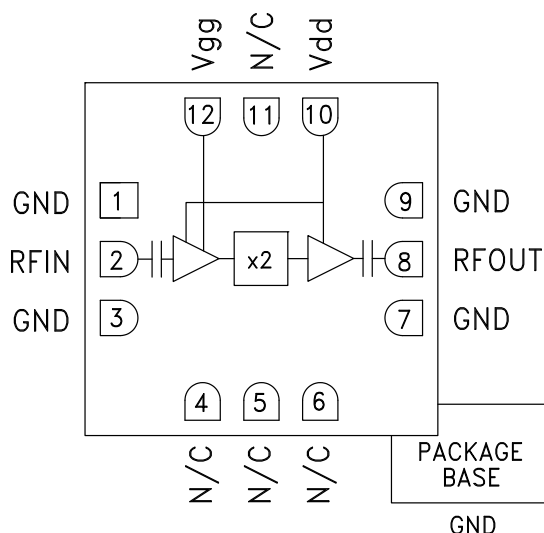 Vgg
N/C
Vdd
12
11
10
GND
1
9
GND
RFIN
2
x2
8
RFOUT
GND
3
7
GND
4
5
6
N/C
N/C
N/C
PACKAGE
BASE
GND